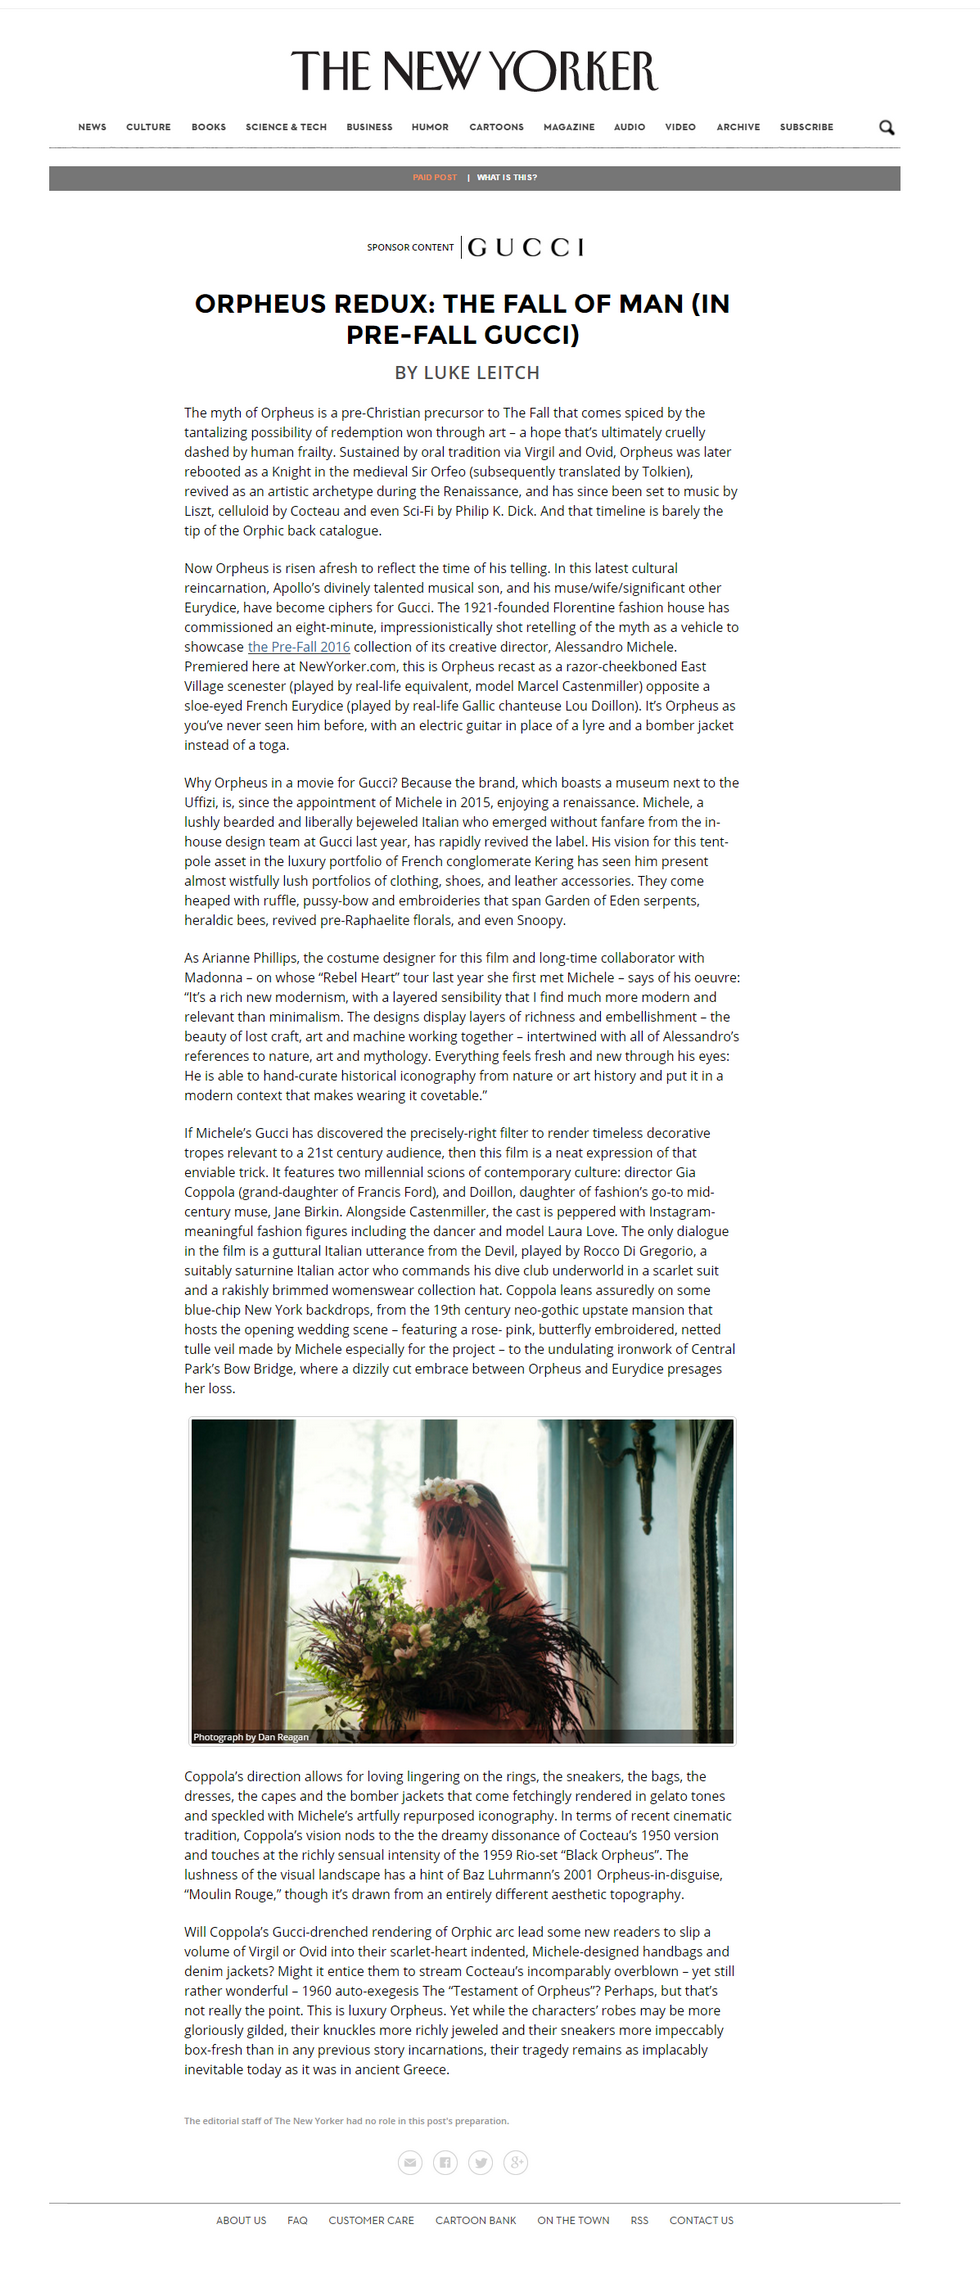 THE NEW YORKER
NEWS CULTURE BOOKS SCIENCE & TECH BUSINESS HUMOR CARTOONS MAGAZINE AUDIO VIDEO ARCHIVE SUBSCRIBE
PAID POST | WHAT IS THIS?
SPONSOR CONTENT | GUCCI
ORPHEUS REDUX: THE FALL OF MAN (IN
PRE-FALL GUCCI)
BY LUKE LEITCH
The myth of Orpheus is a pre-Christian precursor to The Fall that comes spiced by the
tantalizing possibility of redemption won through art – a hope that's ultimately cruelly
dashed by human frailty. Sustained by oral tradition via Virgil and Ovid, Orpheus was later
rebooted as a Knight in the medieval Sir Orfeo (subsequently translated by Tolkien),
revived as an artistic archetype during the Renaissance, and has since been set to music by
Liszt, celluloid by Cocteau and even Sci-Fi by Philip K. Dick. And that timeline is barely the
tip of the Orphic back catalogue.
Now Orpheus is risen afresh to reflect the time of his telling. In this latest cultural
reincarnation, Apollo's divinely talented musical son, and his muse/wife/significant other
Eurydice, have become ciphers for Gucci. The 1921-founded Florentine fashion house has
commissioned an eight-minute, impressionistically shot retelling of the myth as a vehicle to
showcase the Pre-Fall 2016 collection of its creative director, Alessandro Michele.
Premiered here at NewYorker.com, this is Orpheus recast as a razor-cheekboned East
Village scenester (played by real-life equivalent, model Marcel Castenmiller) opposite a
sloe-eyed French Eurydice (played by real-life Gallic chanteuse Lou Doillon). It's Orpheus as
you've never seen him before, with an electric guitar in place of a lyre and a bomber jacket
instead of a toga.
Why Orpheus in a movie for Gucci? Because the brand, which boasts a museum next to the
Uffizi, is, since the appointment of Michele in 2015, enjoying a renaissance. Michele, a
lushly bearded and liberally bejeweled Italian who emerged without fanfare from the in-
house design team at Gucci last year, has rapidly revived the label. His vision for this tent-
pole asset in the luxury portfolio of French conglomerate Kering has seen him present
almost wistfully lush portfolios of clothing, shoes, and leather accessories. They come
heaped with ruffle, pussy-bow and embroideries that span Garden of Eden serpents,
heraldic bees, revived pre-Raphaelite florals, and even Snoopy.
As Arianne Phillips, the costume designer for this film and long-time collaborator with
Madonna – on whose “Rebel Heart” tour last year she first met Michele – says of his oeuvre:
“It's a rich new modernism, with a layered sensibility that I find much more modern and
relevant than minimalism. The designs display layers of richness and embellishment – the
beauty of lost craft, art and machine working together – intertwined with all of Alessandro's
references to nature, art and mythology. Everything feels fresh and new through his eyes:
He is able to hand-curate historical iconography from nature or art history and put it in a
modern context that makes wearing it covetable.”
If Michele's Gucci has discovered the precisely-right filter to render timeless decorative
tropes relevant to a 21st century audience, then this film is a neat expression of that
enviable trick. It features two millennial scions of contemporary culture: director Gia
Coppola (grand-daughter of Francis Ford), and Doillon, daughter of fashion's go-to mid-
century muse, Jane Birkin. Alongside Castenmiller, the cast is peppered with Instagram-
meaningful fashion figures including the dancer and model Laura Love. The only dialogue
in the film is a guttural Italian utterance from the Devil, played by Rocco Di Gregorio, a
suitably saturnine Italian actor who commands his dive club underworld in a scarlet suit
and a rakishly brimmed womenswear collection hat. Coppola leans assuredly on some
blue-chip New York backdrops, from the 19th century neo-gothic upstate mansion that
hosts the opening wedding scene – featuring a rose- pink, butterfly embroidered, netted
tulle veil made by Michele especially for the project – to the undulating ironwork of Central
Park's Bow Bridge, where a dizzily cut embrace between Orpheus and Eurydice presages
her loss.
Photograph by Dan Reagan
Coppola's direction allows for loving lingering on the rings, the sneakers, the bags, the
dresses, the capes and the bomber jackets that come fetchingly rendered in gelato tones
and speckled with Michele's artfully repurposed iconography. In terms of recent cinematic
tradition, Coppola's vision nods to the the dreamy dissonance of Cocteau's 1950 version
and touches at the richly sensual intensity of the 1959 Rio-set “Black Orpheus”. The
lushness of the visual landscape has a hint of Baz Luhrmann's 2001 Orpheus-in-disguise,
“Moulin Rouge,” though it's drawn from an entirely different aesthetic topography.
Will Coppola's Gucci-drenched rendering of Orphic arc lead some new readers to slip a
volume of Virgil or Ovid into their scarlet-heart indented, Michele-designed handbags and
denim jackets? Might it entice them to stream Cocteau's incomparably overblown – yet still
rather wonderful – 1960 auto-exegesis The “Testament of Orpheus”? Perhaps, but that's
not really the point. This is luxury Orpheus. Yet while the characters' robes may be more
gloriously gilded, their knuckles more richly jeweled and their sneakers more impeccably
box-fresh than in any previous story incarnations, their tragedy remains as implacably
inevitable today as it was in ancient Greece.
The editorial staff of The New Yorker had no role in this post's preparation.
ABOUT US FAQ CUSTOMER CARE CARTOON BANK ON THE TOWN RSS CONTACT US